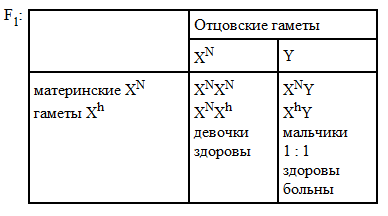 F₁:
Отцовские гаметы
Xᴺ Y
материнские Xᴺ
гаметы Xʰ
XᴺXᴺ
XᴺXʰ
девочки
здоровы
XᴺY
XʰY
мальчики
1 : 1
здоровы
больны